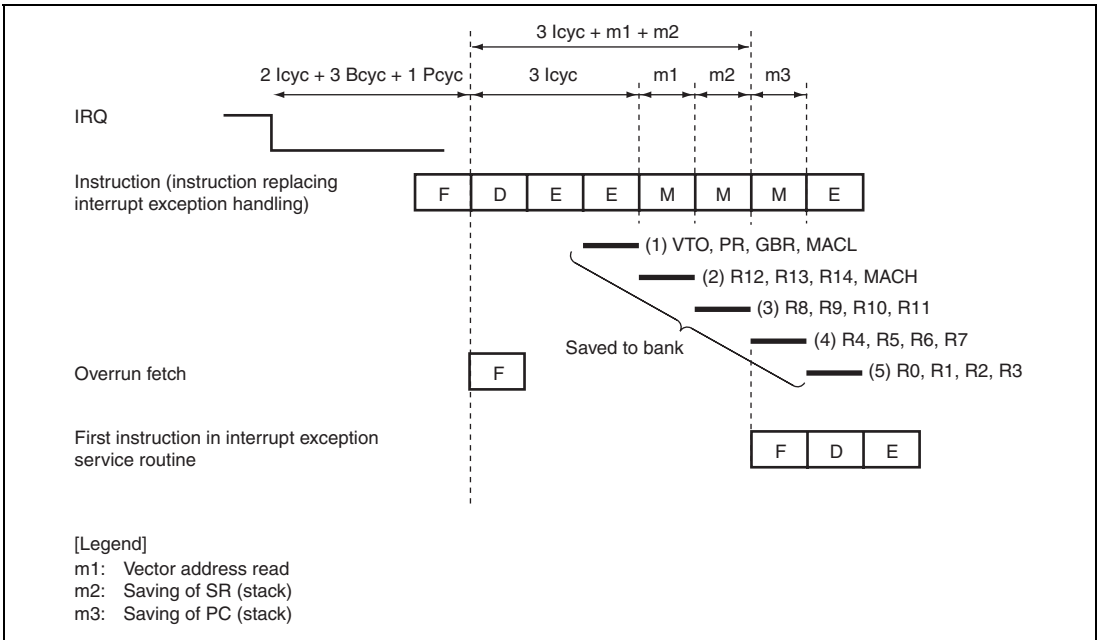 3 Icyc + m1 + m2
2 Icyc + 3 Bcyc + 1 Pcyc
3 Icyc
m1
m2
m3
IRQ
Instruction (instruction replacing
interrupt exception handling)
F D E E M M M E
(1) VTO, PR, GBR, MACL
(2) R12, R13, R14, MACH
(3) R8, R9, R10, R11
(4) R4, R5, R6, R7
Saved to bank
(5) R0, R1, R2, R3
Overrun fetch
F
First instruction in interrupt exception
service routine
F D E
[Legend]
m1: Vector address read
m2: Saving of SR (stack)
m3: Saving of PC (stack)